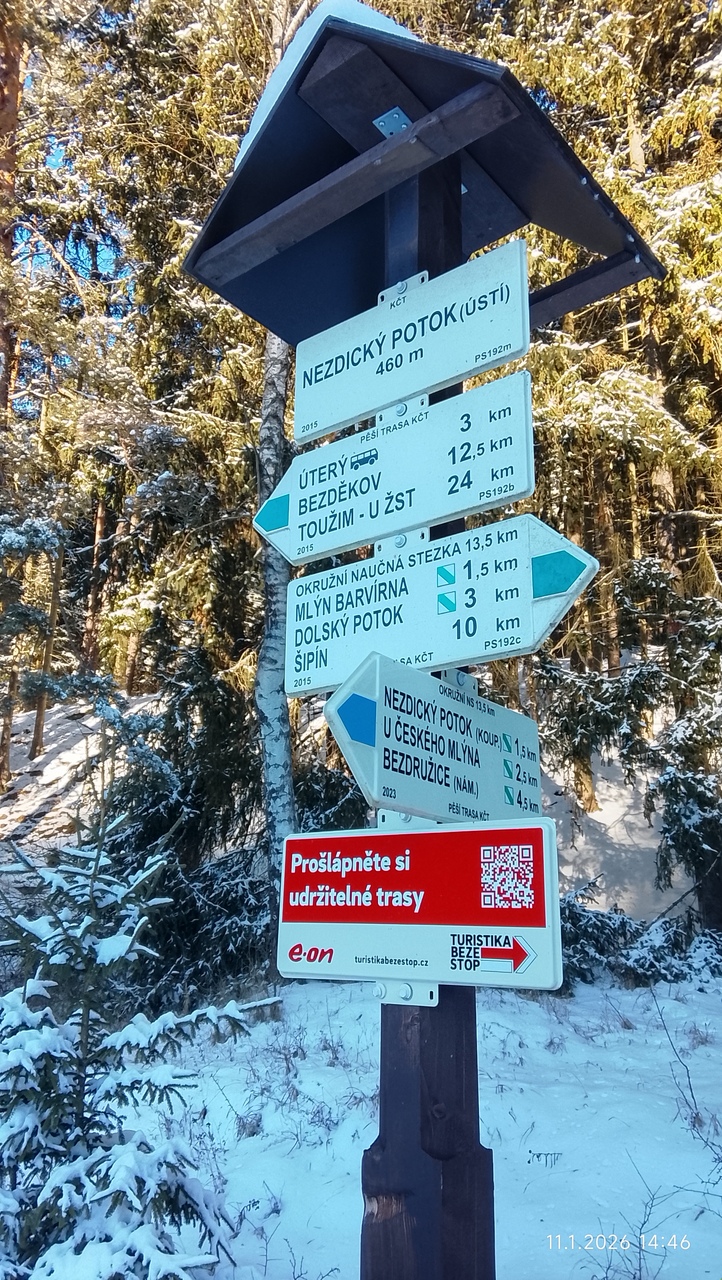 KČT
NEZDICKÝ POTOK (ÚSTÍ)
460 m
2015 PS192m
PĚŠÍ TRASA KČT
ÚTERÝ 3 km
BEZDĚKOV 12,5 km
TOUŽIM - U ŽST 24 km
2015 PS192b
OKRUŽNÍ NAUČNÁ STEZKA 13,5 km
MLÝN BARVÍRNA 1,5 km
DOLSKÝ POTOK 3 km
ŠIPÍN 10 km
2015 PS192c
SA KČT
OKRUŽNÍ NS 13,5 km
NEZDICKÝ POTOK (KOUP.) 1,5 km
U ČESKÉHO MLÝNA 2,5 km
BEZDRUŽICE (NÁM.) 4,5 km
2023 PĚŠÍ TRASA KČT
Prošlápněte si
udržitelné trasy
e·on turistikabezestop.cz
TURISTIKA
BEZE
STOP
11.1.2026 14:46